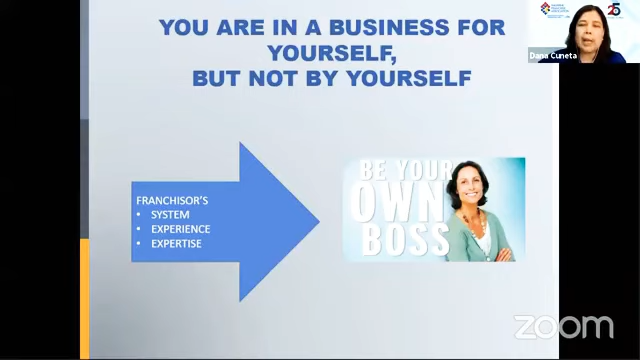 YOU ARE IN A BUSINESS FOR
YOURSELF,
BUT NOT BY YOURSELF
Dana Cuneta
25
FRANCHISOR'S
• SYSTEM
• EXPERIENCE
• EXPERTISE
BE YOUR
OWN
BOSS
zoom